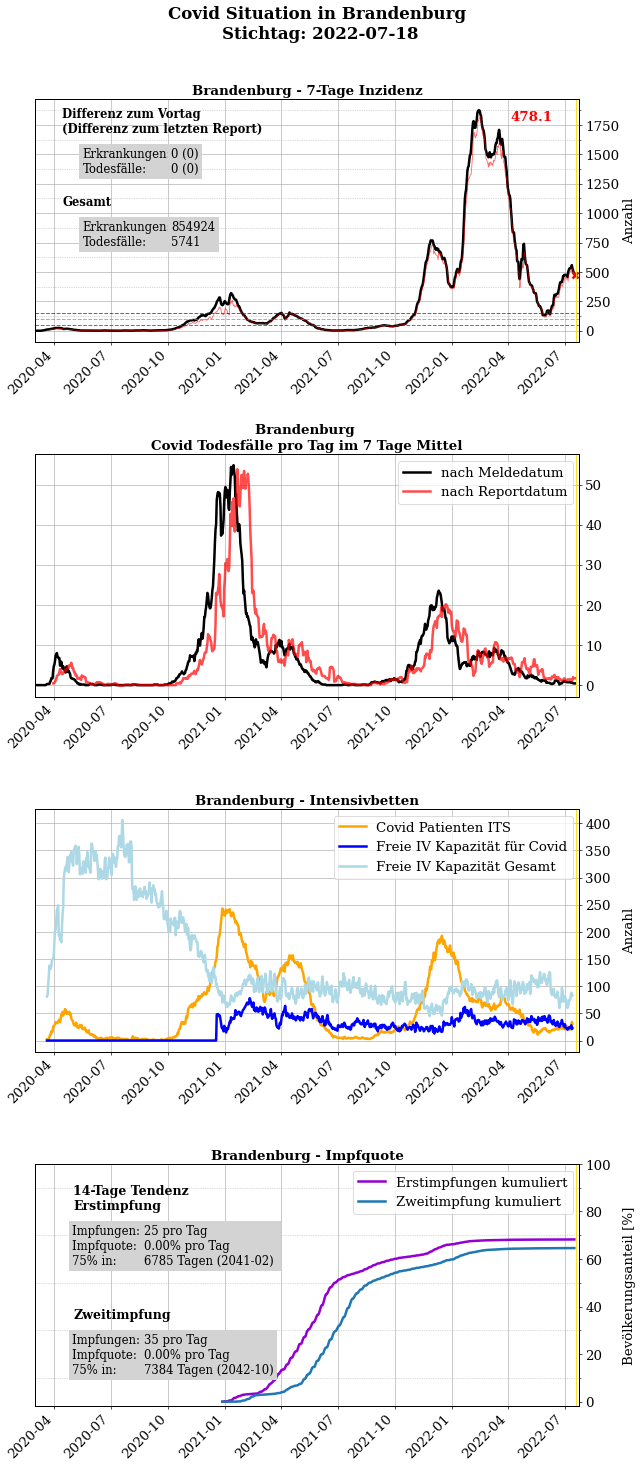 Covid Situation in Brandenburg
Stichtag: 2022-07-18
Brandenburg - 7-Tage Inzidenz
Differenz zum Vortag
(Differenz zum letzten Report)
Erkrankungen 0 (0)
Todesfälle: 0 (0)
Gesamt
Erkrankungen 854924
Todesfälle: 5741
478.1
1750
1500
1250
1000
750
500
250
0
Anzahl
2020-04
2020-07
2020-10
2021-01
2021-04
2021-07
2021-10
2022-01
2022-04
2022-07
Brandenburg
Covid Todesfälle pro Tag im 7 Tage Mittel
nach Meldedatum
nach Reportdatum
50
40
30
20
10
0
2020-04
2020-07
2020-10
2021-01
2021-04
2021-07
2021-10
2022-01
2022-04
2022-07
Brandenburg - Intensivbetten
Covid Patienten ITS
Freie IV Kapazität für Covid
Freie IV Kapazität Gesamt
400
350
300
250
200
150
100
50
0
Anzahl
2020-04
2020-07
2020-10
2021-01
2021-04
2021-07
2021-10
2022-01
2022-04
2022-07
Brandenburg - Impfquote
14-Tage Tendenz
Erstimpfung
Impfungen: 25 pro Tag
Impfquote: 0.00% pro Tag
75% in: 6785 Tagen (2041-02)
Zweitimpfung
Impfungen: 35 pro Tag
Impfquote: 0.00% pro Tag
75% in: 7384 Tagen (2042-10)
Erstimpfungen kumuliert
Zweitimpfung kumuliert
100
80
60
40
20
0
Bevölkerungsanteil [%]
2020-04
2020-07
2020-10
2021-01
2021-04
2021-07
2021-10
2022-01
2022-04
2022-07